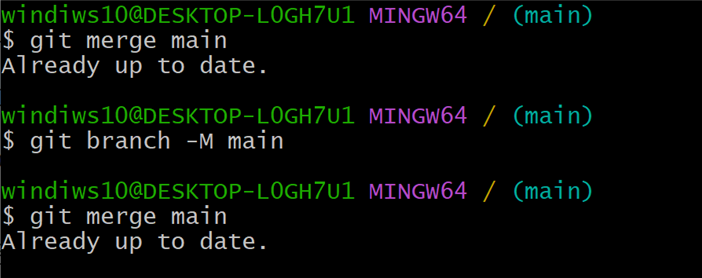 windiws10@DESKTOP-L0GH7U1 MINGW64 / (main)
$ git merge main
Already up to date.
windiws10@DESKTOP-L0GH7U1 MINGW64 / (main)
$ git branch -M main
windiws10@DESKTOP-L0GH7U1 MINGW64 / (main)
$ git merge main
Already up to date.